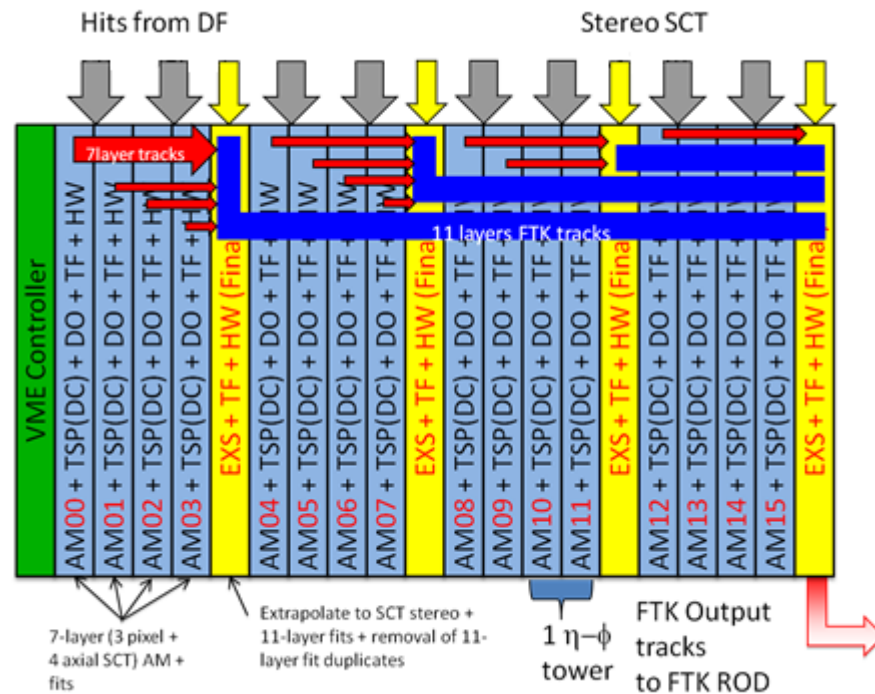 Hits from DF
Stereo SCT
7layer tracks
11 layers FTK tracks
VME Controller
AM00 + TSP(DC) + DO + TF + HW
AM01 + TSP(DC) + DO + TF + HW
AM02 + TSP(DC) + DO + TF + HW
AM03 + TSP(DC) + DO + TF + HW
EXS + TF + HW (Fina
AM04 + TSP(DC) + DO + TF + HW
AM05 + TSP(DC) + DO + TF + HW
AM06 + TSP(DC) + DO + TF + HW
AM07 + TSP(DC) + DO + TF + HW
EXS + TF + HW (Fina
AM08 + TSP(DC) + DO + TF + HW
AM09 + TSP(DC) + DO + TF + HW
AM10 + TSP(DC) + DO + TF + HW
AM11 + TSP(DC) + DO + TF + HW
EXS + TF + HW (Fina
AM12 + TSP(DC) + DO + TF + HW
AM13 + TSP(DC) + DO + TF + HW
AM14 + TSP(DC) + DO + TF + HW
AM15 + TSP(DC) + DO + TF + HW
EXS + TF + HW (Fina
7-layer (3 pixel +
4 axial SCT) AM +
fits
Extrapolate to SCT stereo +
11-layer fits + removal of 11-
layer fit duplicates
1 η–ϕ
tower
FTK Output
tracks
to FTK ROD